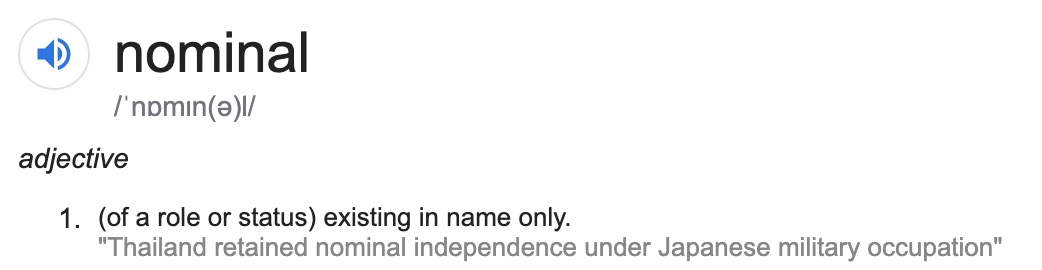 nominal
/ˈnɒmɪn(ə)l/
adjective
1. (of a role or status) existing in name only.
"Thailand retained nominal independence under Japanese military occupation"